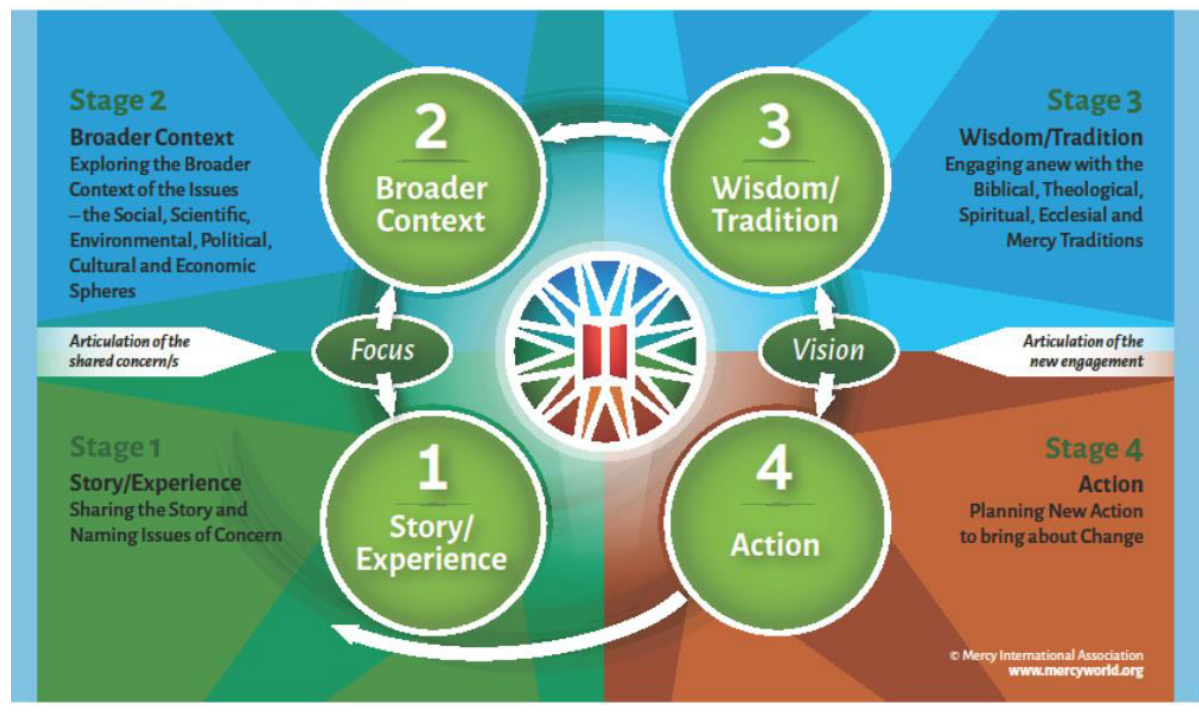 Stage 2
Broader Context
Exploring the Broader
Context of the Issues
– the Social, Scientific,
Environmental, Political,
Cultural and Economic
Spheres
2
Broader
Context
3
Wisdom/
Tradition
Stage 3
Wisdom/Tradition
Engaging anew with the
Biblical, Theological,
Spiritual, Ecclesial and
Mercy Traditions
Articulation of the
shared concern/s
Focus
Vision
Articulation of the
new engagement
Stage 1
Story/Experience
Sharing the Story and
Naming Issues of Concern
1
Story/
Experience
4
Action
Stage 4
Action
Planning New Action
to bring about Change
© Mercy International Association
www.mercyworld.org